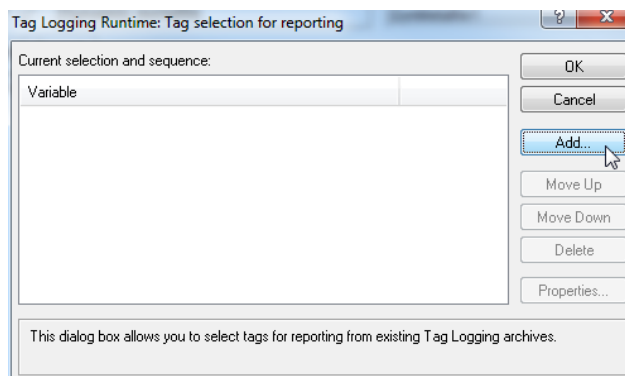 Tag Logging Runtime: Tag selection for reporting
Current selection and sequence:
OK
Variable
Cancel
Add...
Move Up
Move Down
Delete
Properties...
This dialog box allows you to select tags for reporting from existing Tag Logging archives.